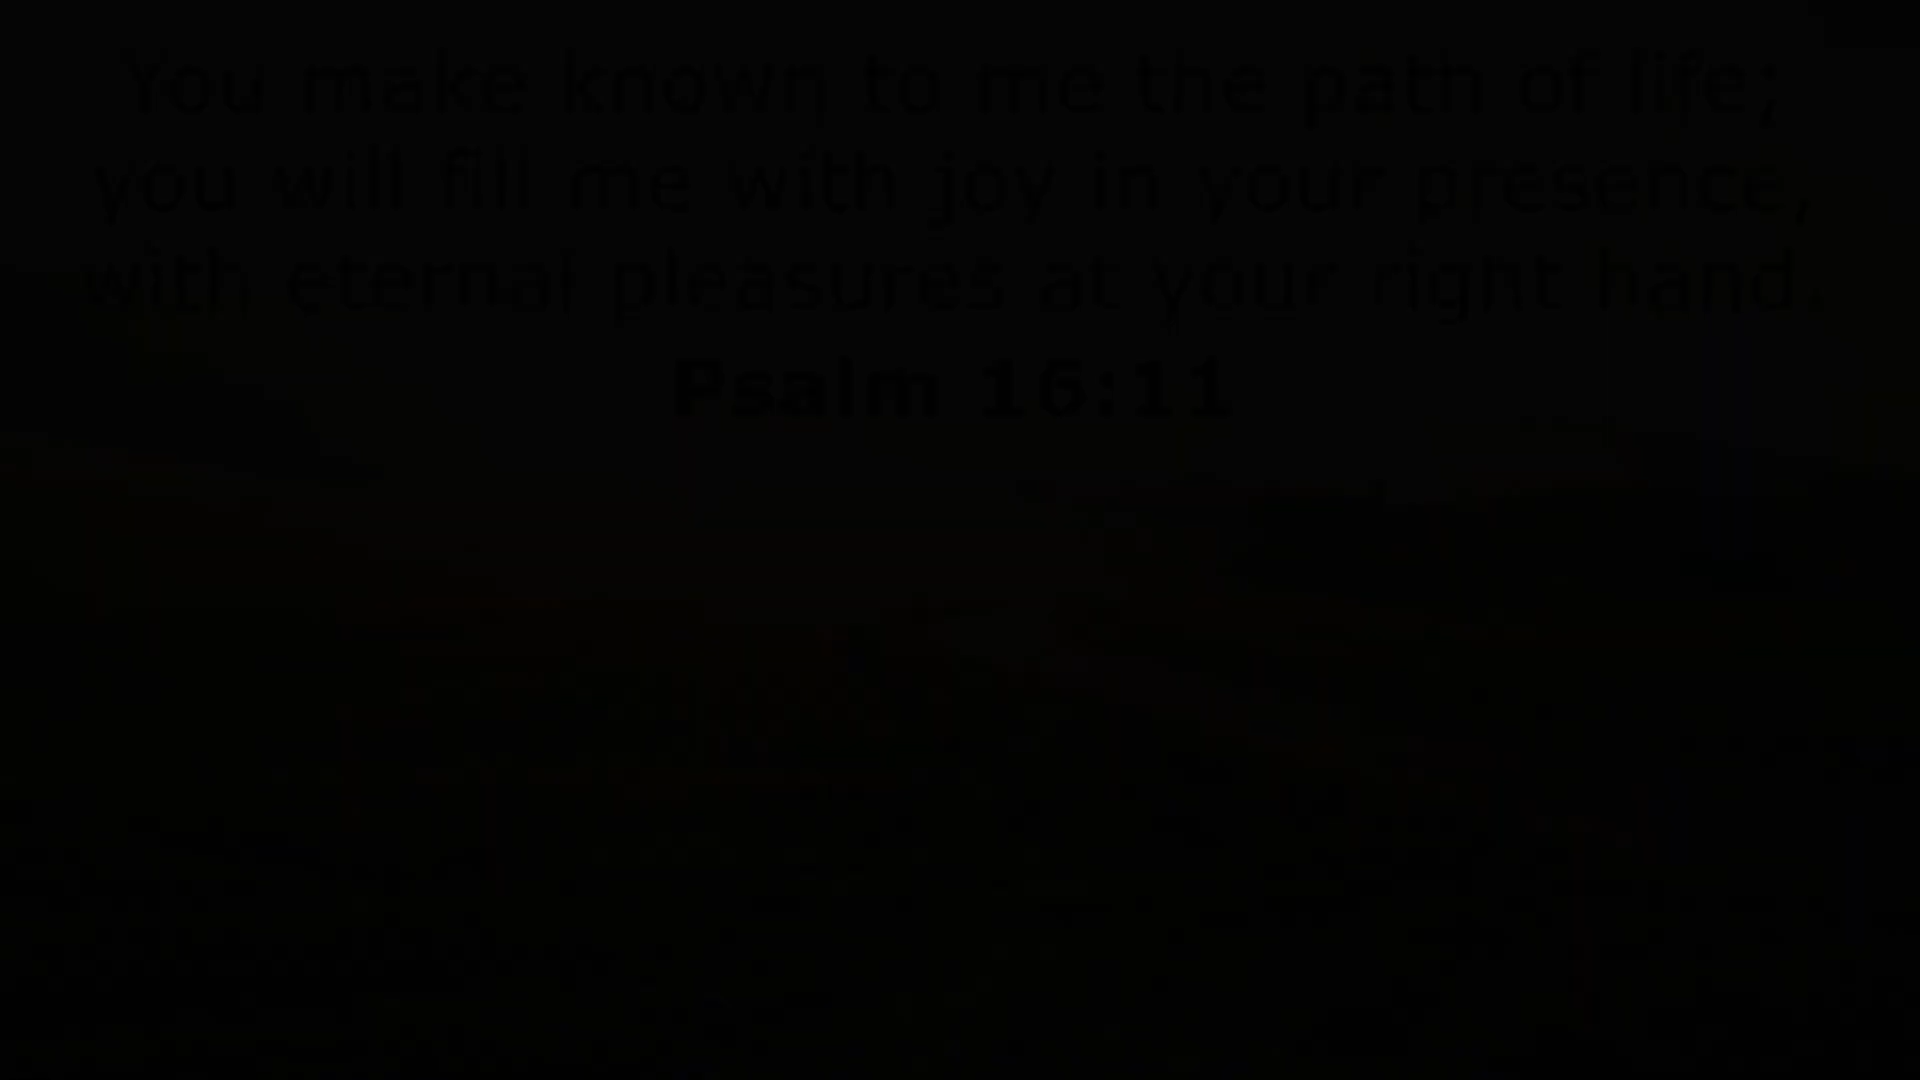 You make known to me the path of life;
you will fill me with joy in your presence,
with eternal pleasures at your right hand.
Psalm 16:11